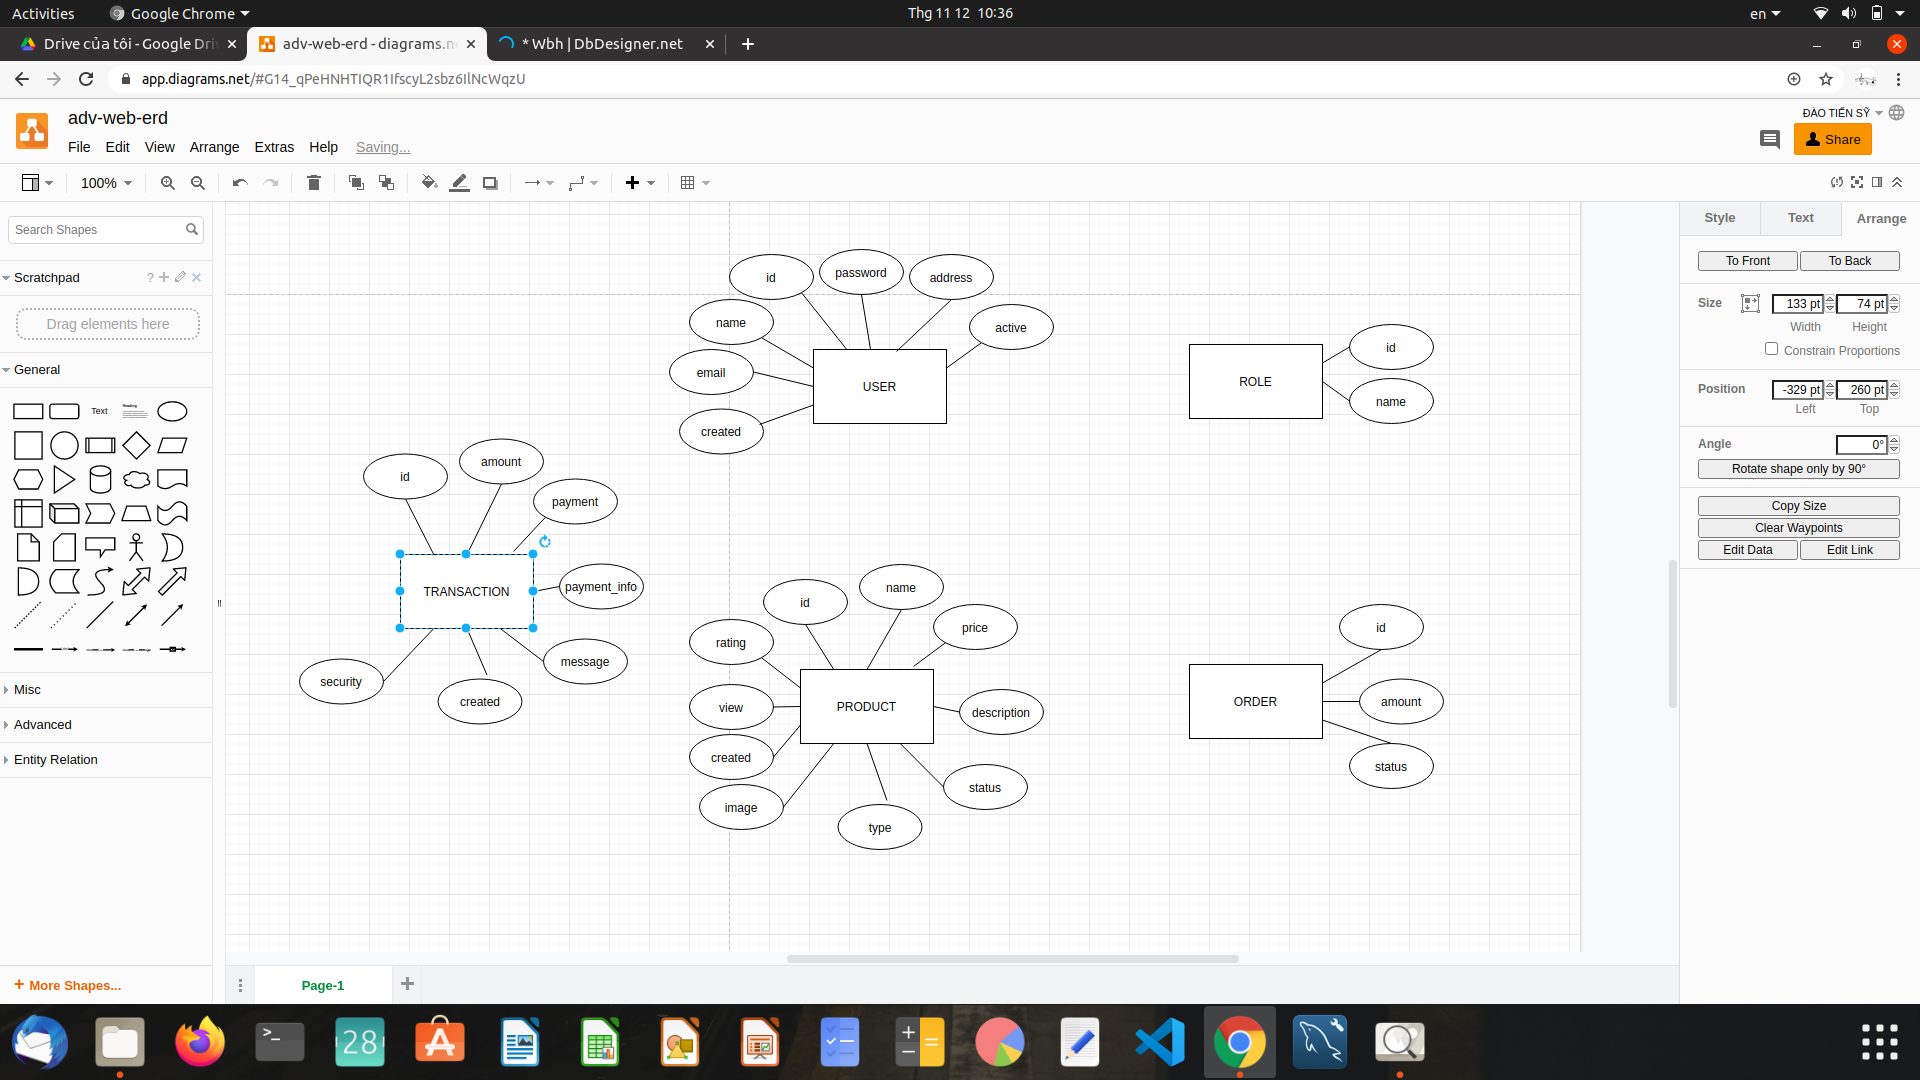 Activities
Google Chrome
Thg 11 12 10:36
en
Drive của tôi - Google Dri
adv-web-erd - diagrams.n
* Wbh | DbDesigner.net
app.diagrams.net/#G14_qPeHNHTIQR1IfscyL2sbz6IlNcWqzU
adv-web-erd
ĐÀO TIẾN SỸ
File Edit View Arrange Extras Help Saving...
Share
100%
Search Shapes
Scratchpad
?
Drag elements here
General
Text
Heading
Misc
Advanced
Entity Relation
+ More Shapes...
id
password
address
name
active
email
USER
created
ROLE
id
name
id
amount
payment
TRANSACTION
payment_info
message
security
created
id
name
price
rating
view
PRODUCT
description
created
image
status
type
id
ORDER
amount
status
Page-1
Style Text Arrange
To Front To Back
Size 133 pt 74 pt
Width Height
Constrain Proportions
Position -329 pt 260 pt
Left Top
Angle 0°
Rotate shape only by 90°
Copy Size
Clear Waypoints
Edit Data Edit Link
28